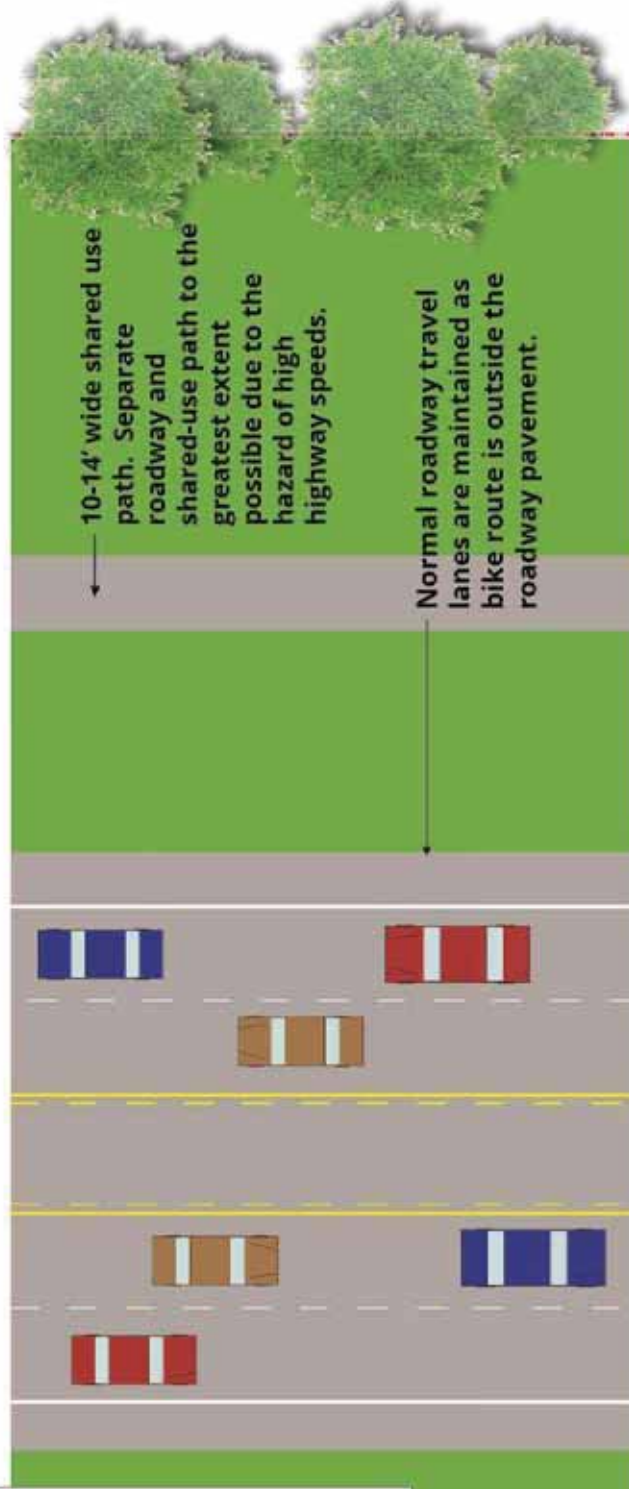 10-14' wide shared use
path. Separate
roadway and
shared-use path to the
greatest extent
possible due to the
hazard of high
highway speeds.
Normal roadway travel
lanes are maintained as
bike route is outside the
roadway pavement.